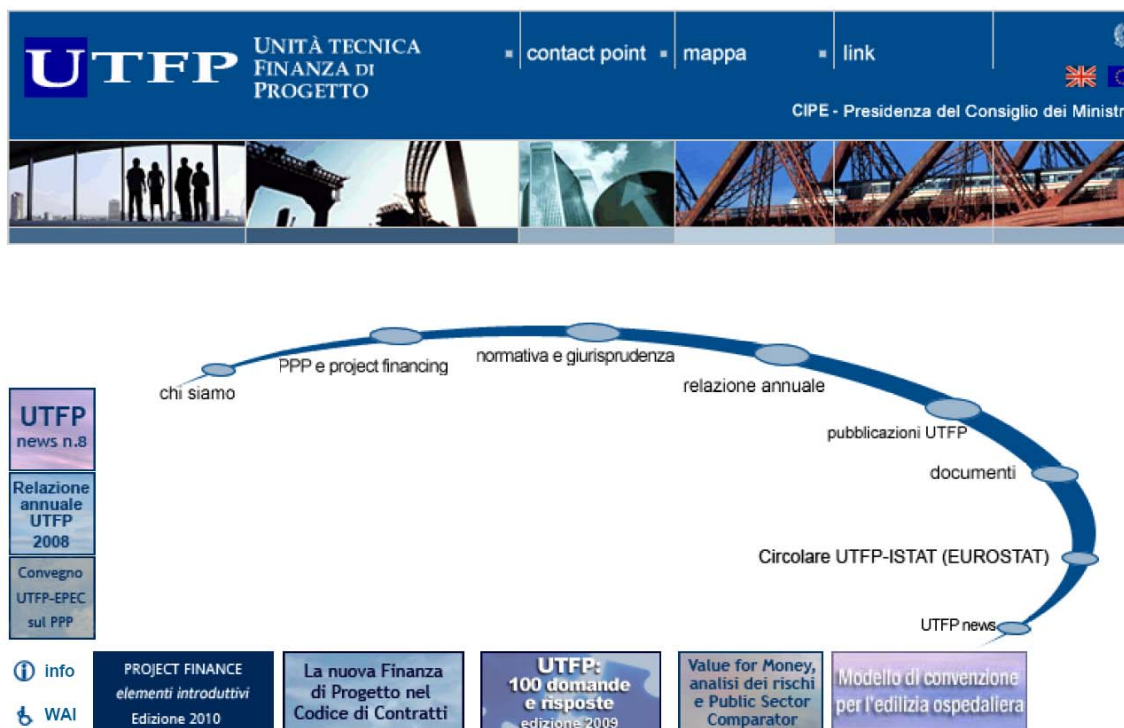 UTFP
UNITÀ TECNICA
FINANZA DI
PROGETTO
contact point
mappa
link
CIPE - Presidenza del Consiglio dei Ministr
chi siamo
PPP e project financing
normativa e giurisprudenza
relazione annuale
pubblicazioni UTFP
documenti
Circolare UTFP-ISTAT (EUROSTAT)
UTFP news
UTFP
news n.8
Relazione
annuale
UTFP
2008
Convegno
UTFP-EPEC
sul PPP
info
WAI
PROJECT FINANCE
elementi introduttivi
Edizione 2010
La nuova Finanza
di Progetto nel
Codice di Contratti
UTFP:
100 domande
e risposte
edizione 2009
Value for Money,
analisi dei rischi
e Public Sector
Comparator
Modello di convenzione
per l'edilizia ospedaliera